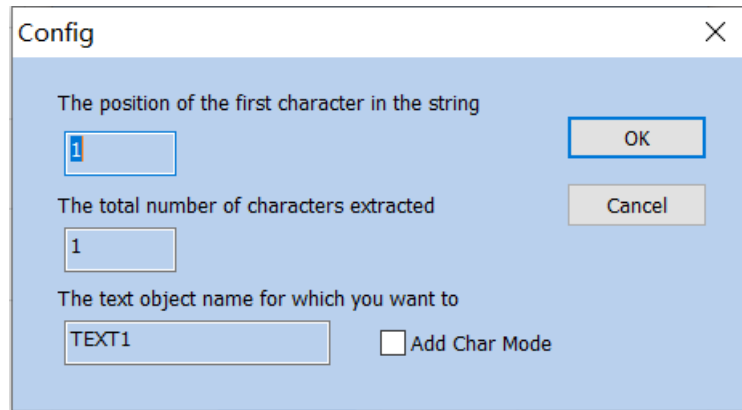 Config
The position of the first character in the string
1
OK
The total number of characters extracted
Cancel
1
The text object name for which you want to
TEXT1
Add Char Mode